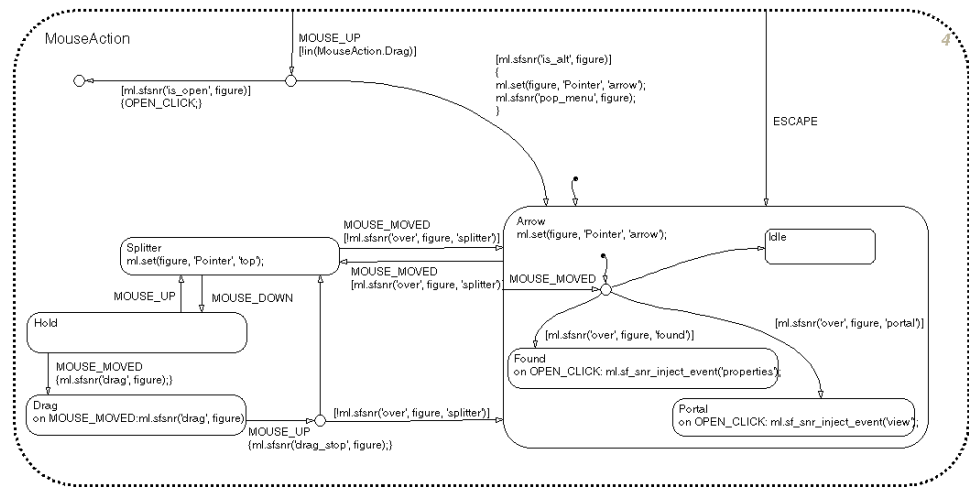 MouseAction
4
MOUSE_UP
[!in(MouseAction.Drag)]
[ml.sfsnr('is_open', figure)]
{OPEN_CLICK;}
[ml.sfsnr('is_alt', figure)]
{
ml.set(figure, 'Pointer', 'arrow');
ml.sfsnr('pop_menu', figure);
}
ESCAPE
Arrow
ml.set(figure, 'Pointer', 'arrow');
Idle
MOUSE_MOVED
[!ml.sfsnr('over', figure, 'splitter')]
Splitter
ml.set(figure, 'Pointer', 'top');
MOUSE_MOVED
[ml.sfsnr('over', figure, 'splitter')
MOUSE_MOVED
MOUSE_UP
MOUSE_DOWN
Hold
[ml.sfsnr('over', figure, 'found')]
[ml.sfsnr('over', figure, 'portal')]
MOUSE_MOVED
{ml.sfsnr('drag', figure);}
Found
on OPEN_CLICK: ml.sf_snr_inject_event('properties');
Drag
on MOUSE_MOVED:ml.sfsnr('drag', figure)
[!ml.sfsnr('over', figure, 'splitter')]
MOUSE_UP
{ml.sfsnr('drag_stop', figure);}
Portal
on OPEN_CLICK: ml.sf_snr_inject_event('view');